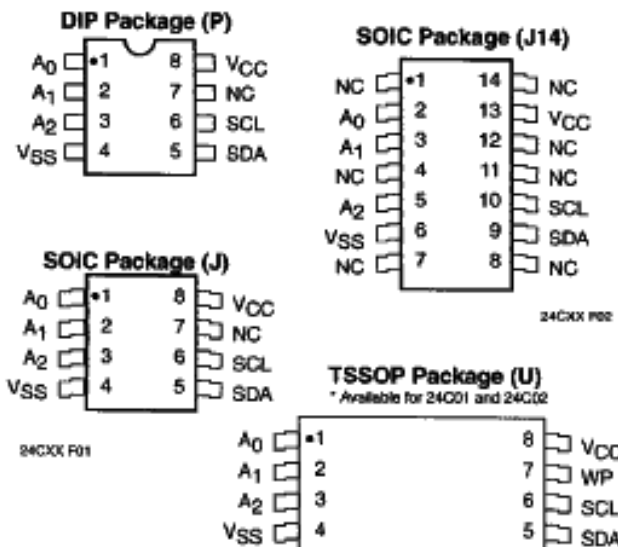 DIP Package (P)
A0 1 8 VCC
A1 2 7 NC
A2 3 6 SCL
VSS 4 5 SDA
SOIC Package (J14)
NC 1 14 NC
A0 2 13 VCC
A1 3 12 NC
NC 4 11 NC
A2 5 10 SCL
VSS 6 9 SDA
NC 7 8 NC
24CXX F02
SOIC Package (J)
A0 1 8 VCC
A1 2 7 NC
A2 3 6 SCL
VSS 4 5 SDA
24CXX F01
TSSOP Package (U)
* Available for 24C01 and 24C02
A0 1 8 VCC
A1 2 7 WP
A2 3 6 SCL
VSS 4 5 SDA